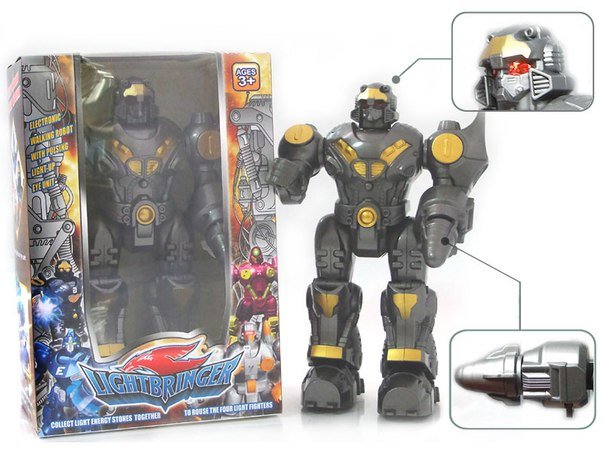 AGES
3+
ELECTRONIC
WALKING ROBOT
WITH PULSING
LIGHT-UP
EYE UNIT
LIGHTBRINGER
COLLECT LIGHT ENERGY STONES TOGETHER
TO ROUSE THE FOUR LIGHT FIGHTERS